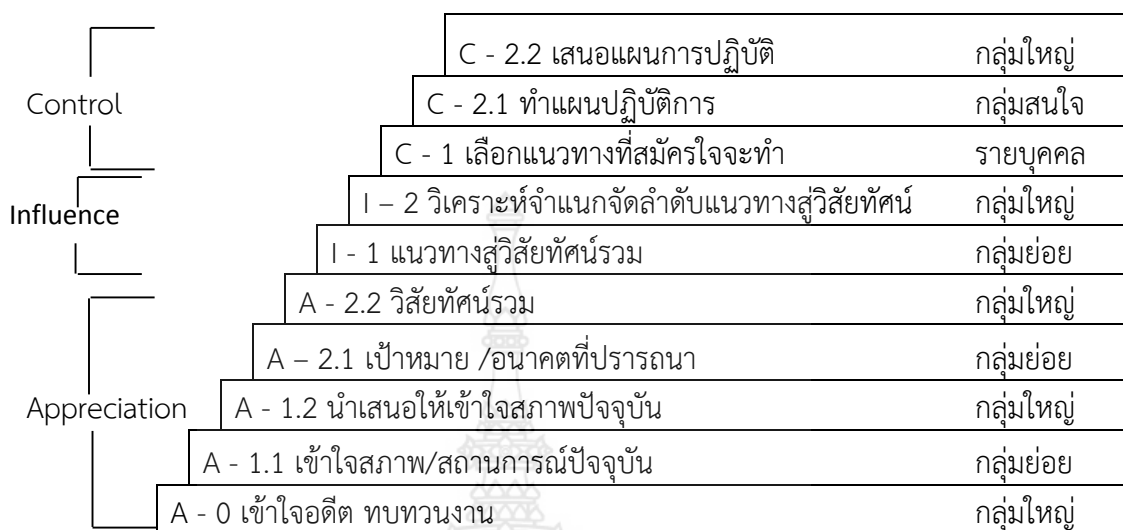 C - 2.2 เสนอแผนการปฏิบัติ กลุ่มใหญ่
Control
C - 2.1 ทำแผนปฏิบัติการ กลุ่มสนใจ
C - 1 เลือกแนวทางที่สมัครใจจะทำ รายบุคคล
Influence
I – 2 วิเคราะห์จำแนกจัดลำดับแนวทางสู่วิสัยทัศน์ กลุ่มใหญ่
I - 1 แนวทางสู่วิสัยทัศน์รวม กลุ่มย่อย
A - 2.2 วิสัยทัศน์รวม กลุ่มใหญ่
A – 2.1 เป้าหมาย /อนาคตที่ปรารถนา กลุ่มย่อย
Appreciation
A - 1.2 นำเสนอให้เข้าใจสภาพปัจจุบัน กลุ่มใหญ่
A - 1.1 เข้าใจสภาพ/สถานการณ์ปัจจุบัน กลุ่มย่อย
A - 0 เข้าใจอดีต ทบทวนงาน กลุ่มใหญ่